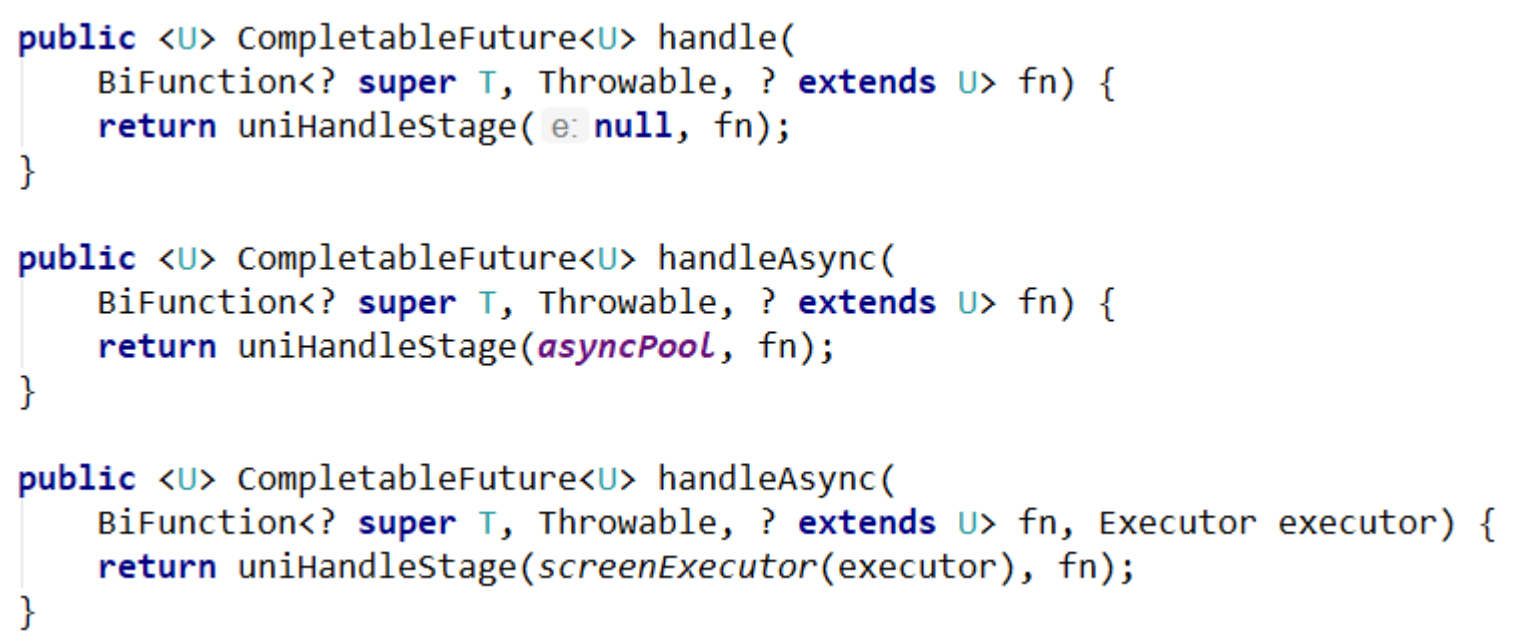 public <U> CompletableFuture<U> handle(
    BiFunction<? super T, Throwable, ? extends U> fn) {
    return uniHandleStage( e: null, fn);
}
public <U> CompletableFuture<U> handleAsync(
    BiFunction<? super T, Throwable, ? extends U> fn) {
    return uniHandleStage(asyncPool, fn);
}
public <U> CompletableFuture<U> handleAsync(
    BiFunction<? super T, Throwable, ? extends U> fn, Executor executor) {
    return uniHandleStage(screenExecutor(executor), fn);
}